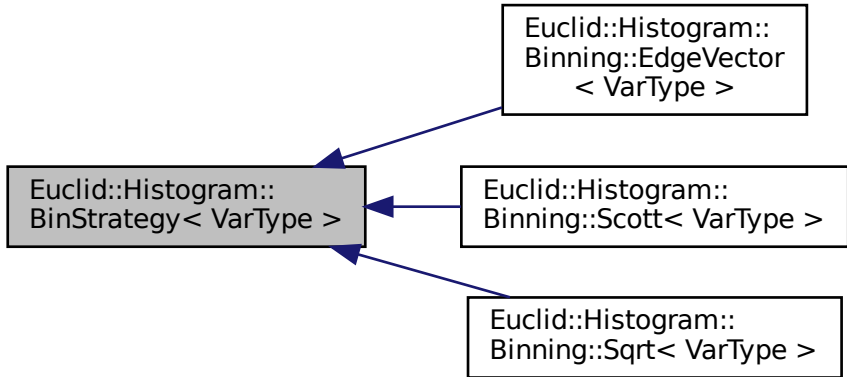 Euclid::Histogram::
Binning::EdgeVector
< VarType >
Euclid::Histogram::
BinStrategy< VarType >
Euclid::Histogram::
Binning::Scott< VarType >
Euclid::Histogram::
Binning::Sqrt< VarType >